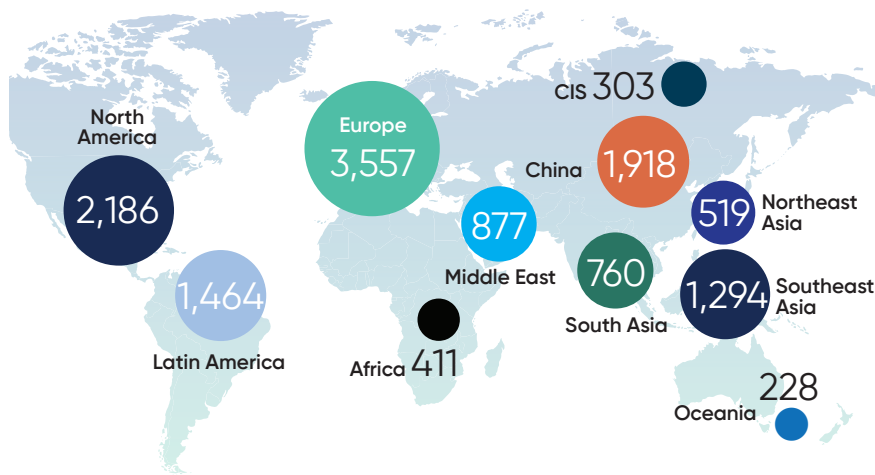 North
America
2,186
Europe
3,557
CIS 303
China
1,918
519
Northeast
Asia
877
Middle East
760
South Asia
1,294
Southeast
Asia
1,464
Latin America
Africa 411
228
Oceania